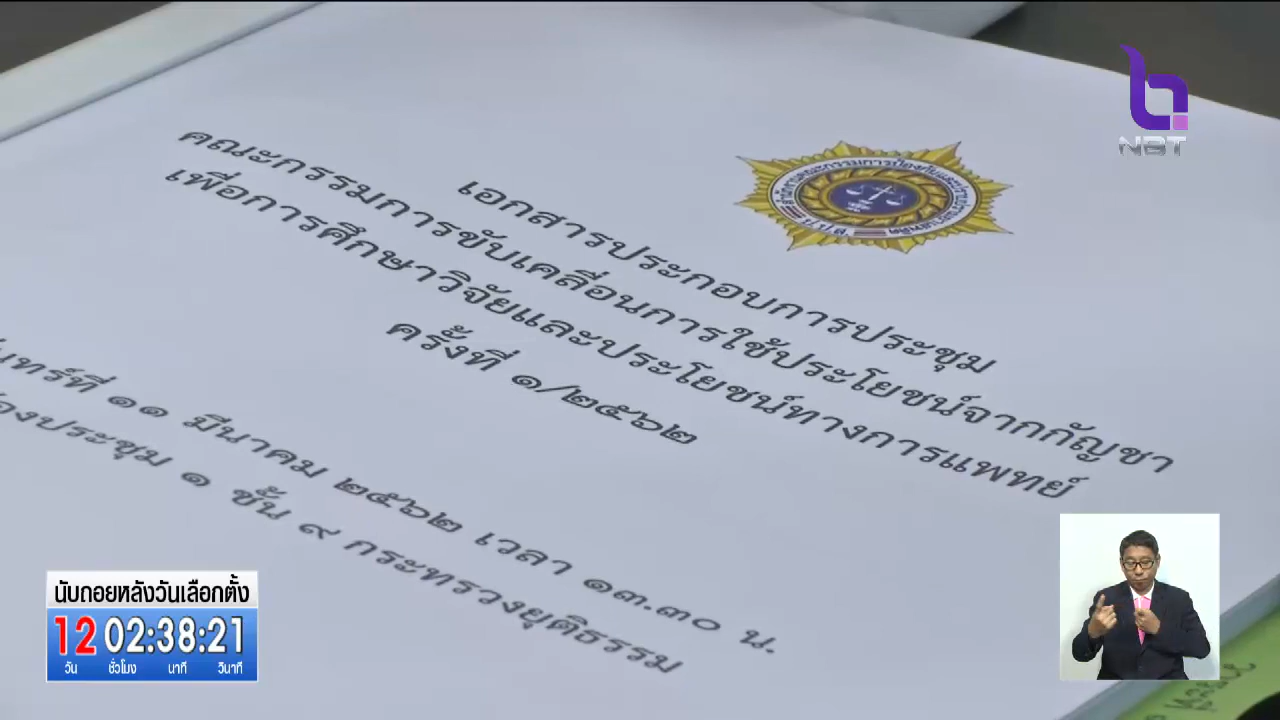 NBT
ป.ป.ส.
เอกสารประกอบการประชุม
คณะกรรมการขับเคลื่อนการใช้ประโยชน์จากกัญชา
เพื่อการศึกษาวิจัยและประโยชน์ทางการแพทย์
ครั้งที่ ๑/๒๕๖๒
๑๑ มีนาคม ๒๕๖๒ เวลา ๑๓.๓๐ น.
๑ ชั้น ๙ กระทรวงยุติธรรม
นับถอยหลังวันเลือกตั้ง
12 02:38:21
วัน ชั่วโมง นาที วินาที